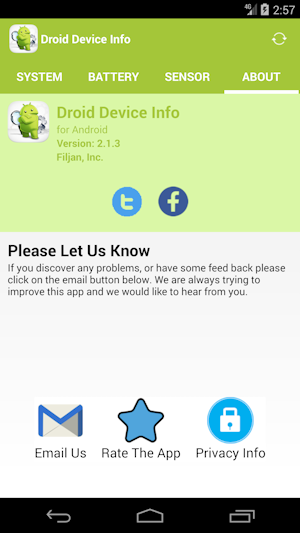 4G 2:57
Droid Device Info
SYSTEM BATTERY SENSOR ABOUT
Droid Device Info
for Android
Version: 2.1.3
Filjan, Inc.
Please Let Us Know
If you discover any problems, or have some feed back please
click on the email button below. We are always trying to
improve this app and we would like to hear from you.
Email Us Rate The App Privacy Info